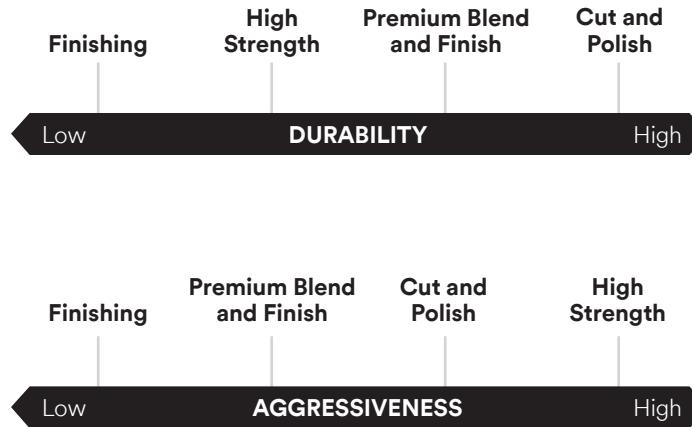 Finishing
High
Strength
Premium Blend
and Finish
Cut and
Polish
Low DURABILITY High
Finishing
Premium Blend
and Finish
Cut and
Polish
High
Strength
Low AGGRESSIVENESS High